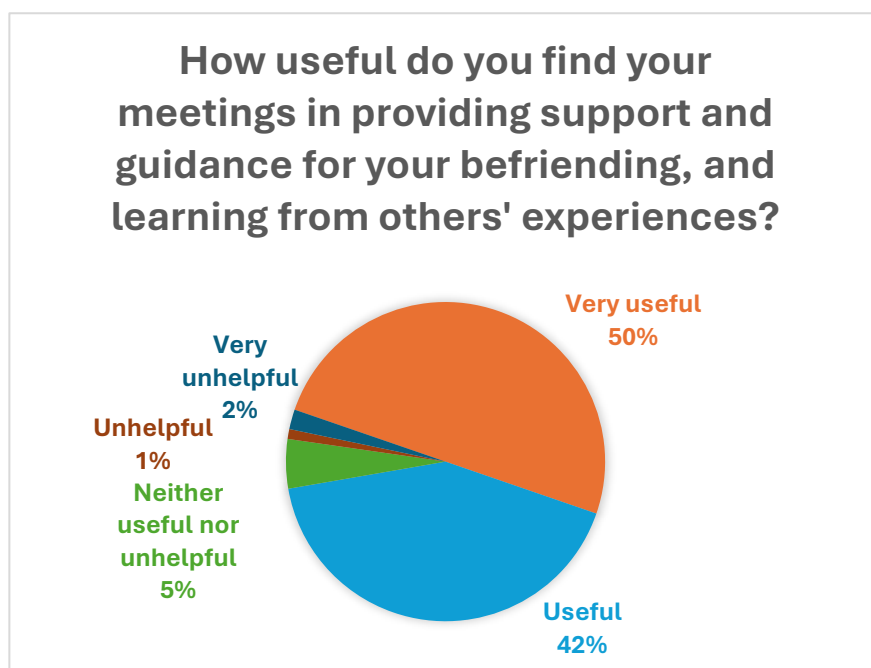 How useful do you find your
meetings in providing support and
guidance for your befriending, and
learning from others' experiences?
Very useful
50%
Very
unhelpful
2%
Unhelpful
1%
Neither
useful nor
unhelpful
5%
Useful
42%